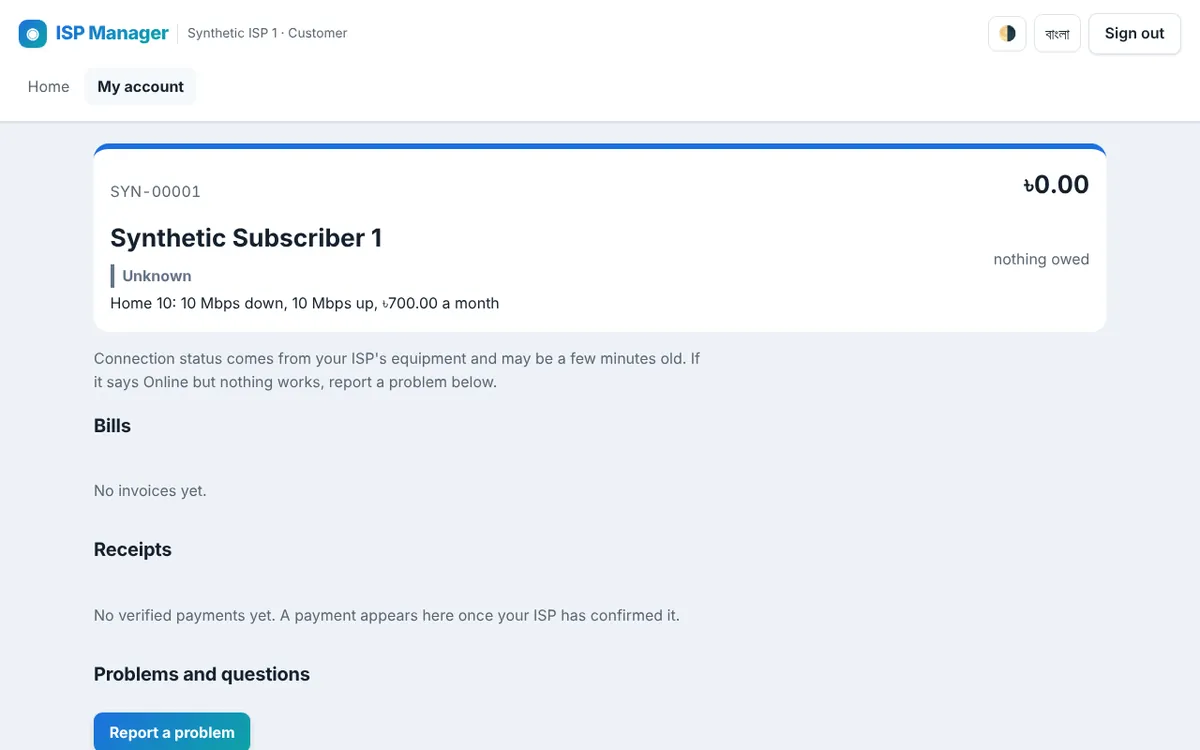 ISP Manager
Synthetic ISP 1 · Customer
বাংলা
Sign out
Home
My account
SYN-00001
৳0.00
Synthetic Subscriber 1
nothing owed
Unknown
Home 10: 10 Mbps down, 10 Mbps up, ৳700.00 a month
Connection status comes from your ISP's equipment and may be a few minutes old. If
it says Online but nothing works, report a problem below.
Bills
No invoices yet.
Receipts
No verified payments yet. A payment appears here once your ISP has confirmed it.
Problems and questions
Report a problem